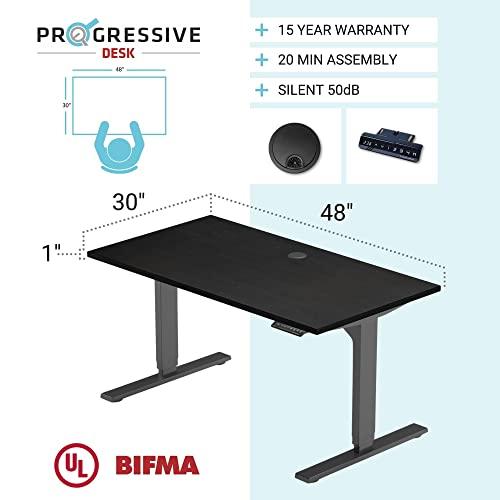 PROGRESSIVE
DESK
48"
30"
+ 15 YEAR WARRANTY
+ 20 MIN ASSEMBLY
+ SILENT 50dB
30"
48"
1"
UL
BIFMA